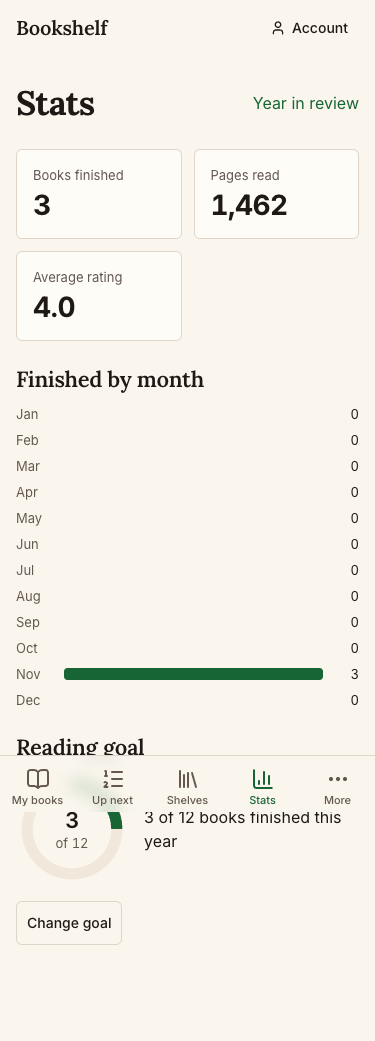 Bookshelf
Account
Stats
Year in review
Books finished
3
Pages read
1,462
Average rating
4.0
Finished by month
Jan 0
Feb 0
Mar 0
Apr 0
May 0
Jun 0
Jul 0
Aug 0
Sep 0
Oct 0
Nov 3
Dec 0
Reading goal
My books
Up next
Shelves
Stats
More
3
of 12
3 of 12 books finished this
year
Change goal